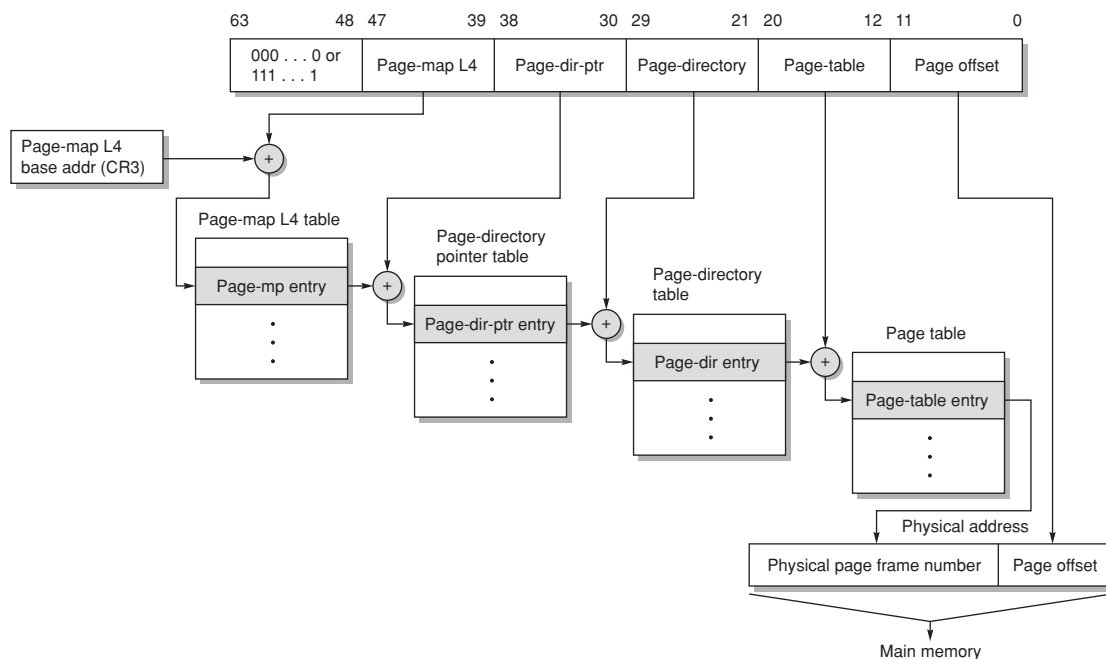 63 48 47 39 38 30 29 21 20 12 11 0
000 . . . 0 or
111 . . . 1
Page-map L4
Page-dir-ptr
Page-directory
Page-table
Page offset
Page-map L4
base addr (CR3)
+
Page-map L4 table
Page-mp entry
+
Page-directory
pointer table
Page-dir-ptr entry
+
Page-directory
table
Page-dir entry
+
Page table
Page-table entry
Physical address
Physical page frame number
Page offset
Main memory